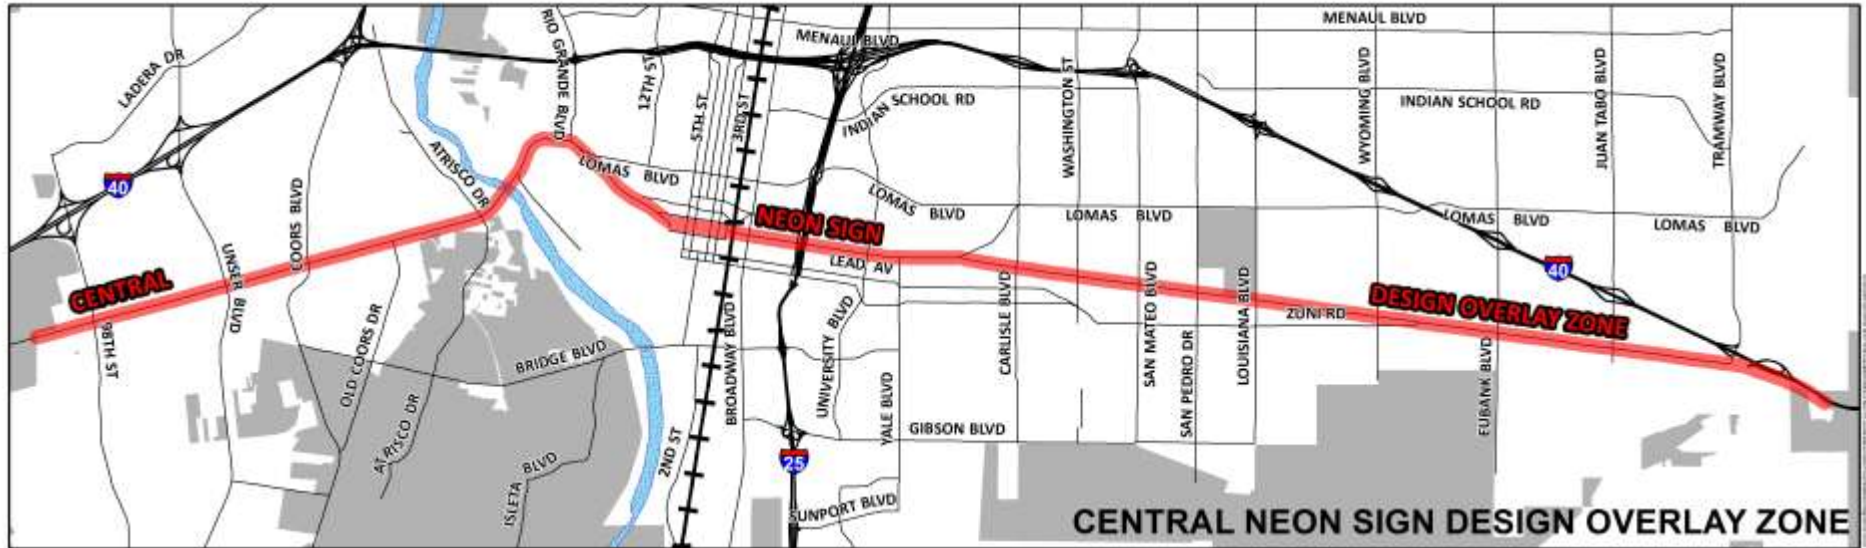 MENAUL BLVD
RIO GRANDE BLVD
MENAUL BLVD
LADERA DR
12TH ST
5TH ST
3RD ST
INDIAN SCHOOL RD
WASHINGTON ST
INDIAN SCHOOL RD
WYOMING BLVD
JUAN TABO BLVD
TRAMWAY BLVD
40
ATRISCO DR
LOMAS BLVD
LOMAS BLVD
LOMAS BLVD
LOMAS BLVD
LOMAS BLVD
COORS BLVD
UNSER BLVD
NEON SIGN
LEAD AV
40
CENTRAL
DESIGN OVERLAY ZONE
98TH ST
OLD COORS DR
BRIDGE BLVD
BROADWAY BLVD
UNIVERSITY BLVD
CARLISLE BLVD
SAN MATEO BLVD
SAN PEDRO DR
LOUISIANA BLVD
ZUNI RD
EUBANK BLVD
ATRISCO DR
YALE BLVD
GIBSON BLVD
2ND ST
25
ISLETA BLVD
SUNPORT BLVD
CENTRAL NEON SIGN DESIGN OVERLAY ZONE